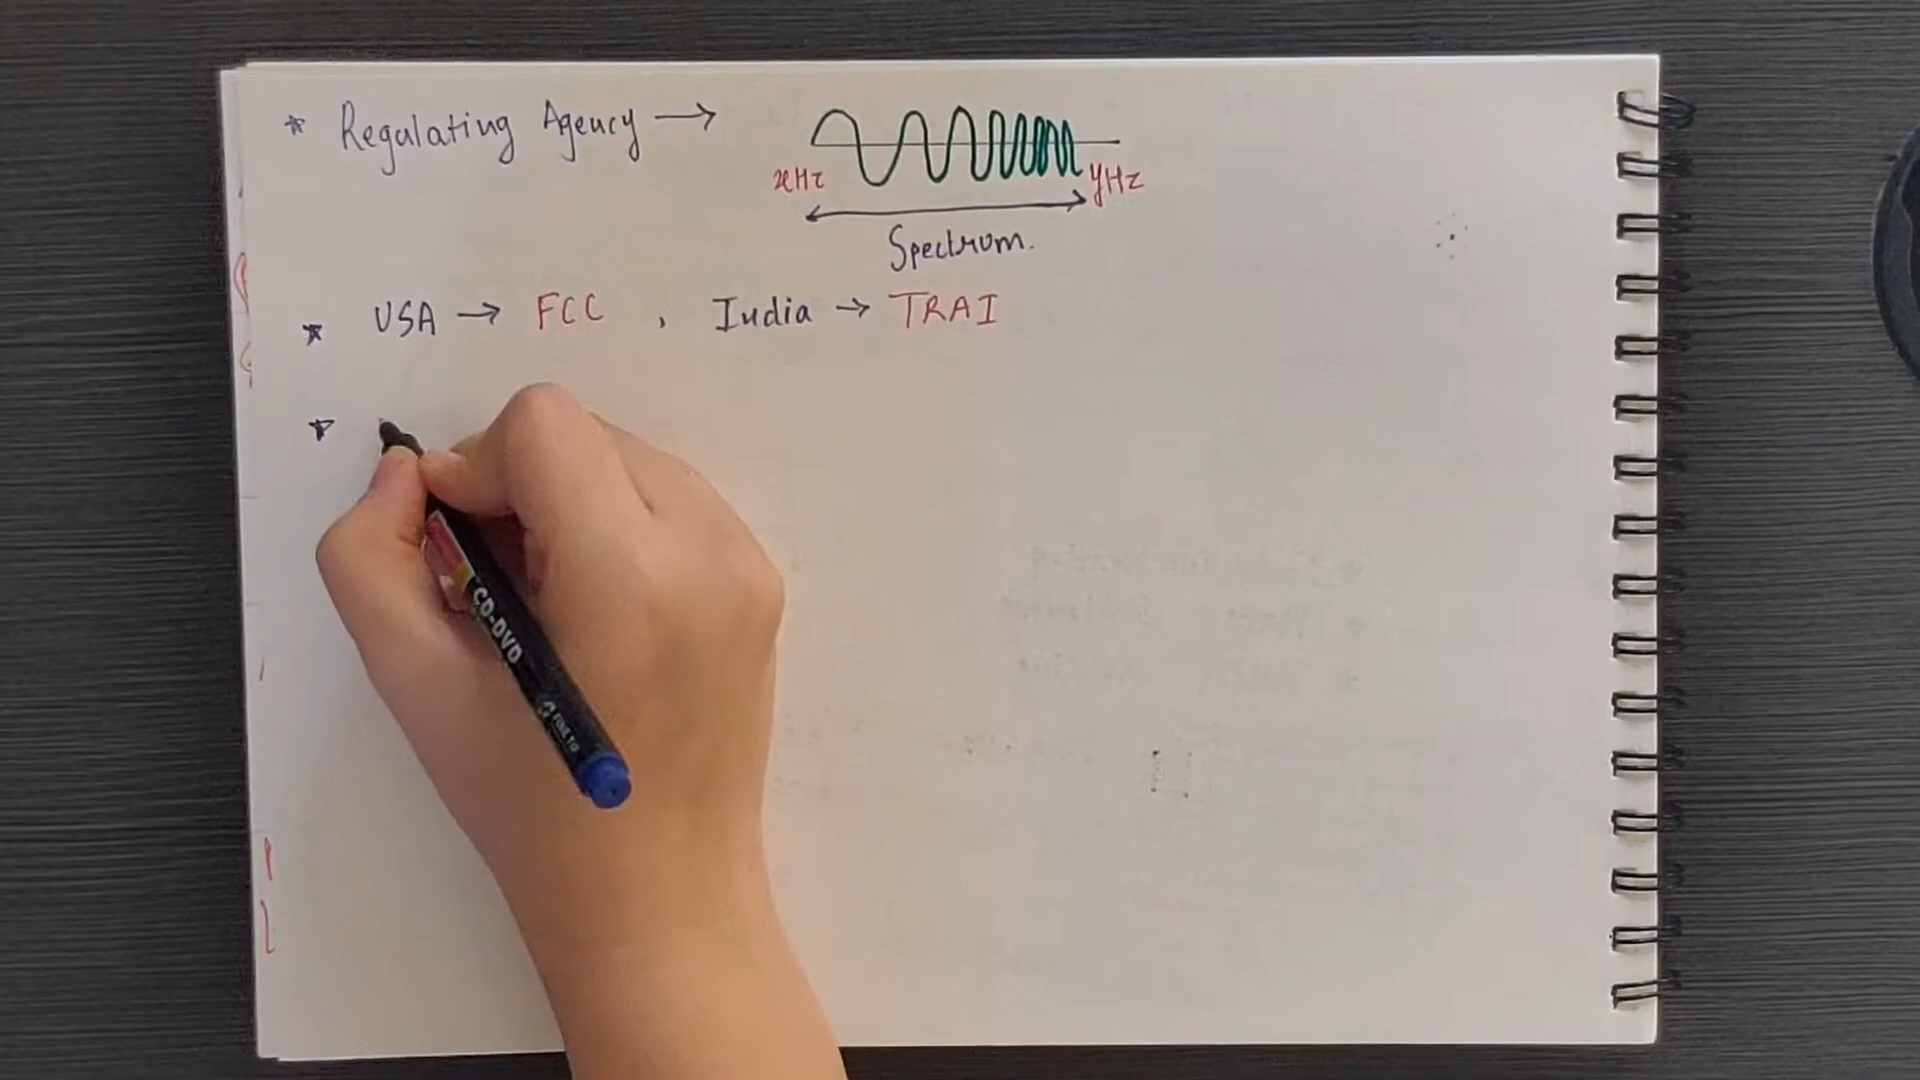 * Regulating Agency →
xHz yHz
Spectrum.
* USA → FCC , India → TRAI
*
CD-DVD